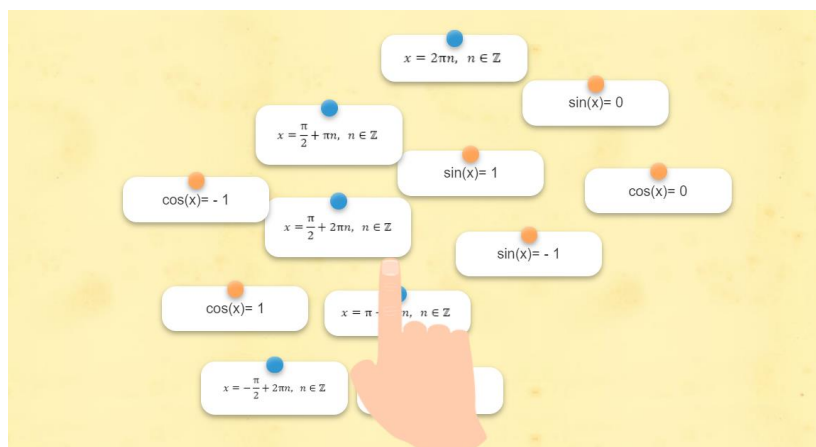 x = 2πn, n ∈ ℤ
sin(x)= 0
x = π/2 + πn, n ∈ ℤ
sin(x)= 1
cos(x)= - 1
cos(x)= 0
x = π/2 + 2πn, n ∈ ℤ
sin(x)= - 1
cos(x)= 1
x = π n, n ∈ ℤ
x = −π/2 + 2πn, n ∈ ℤ